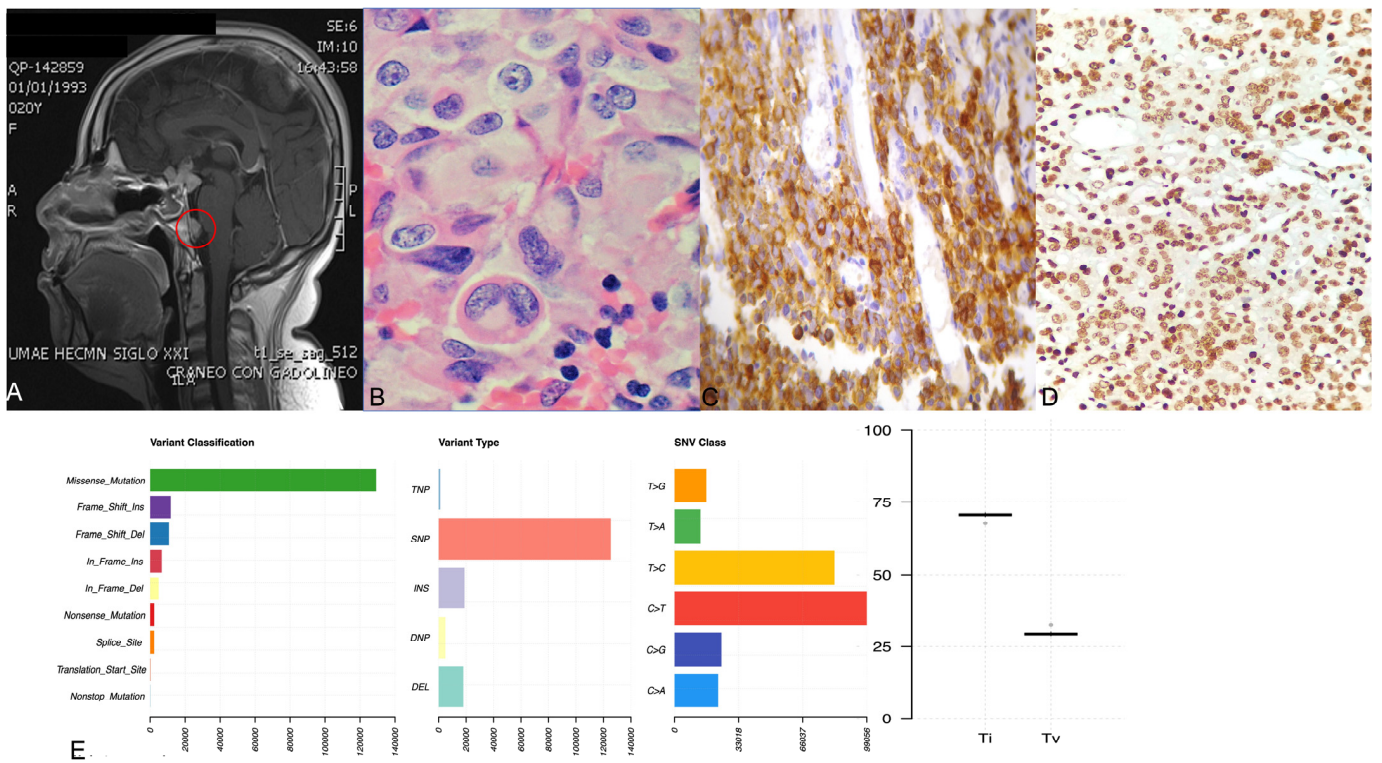 SE:6
IM:10
QP-142859
16:43:58
01/01/1993
020Y
F
A
P
R
L
UMAE HECMN SIGLO XXI
t1_se_sag_512
CRANEO CON GADOLINEO
A
B
C
D
Variant Classification
Missense_Mutation
Frame_Shift_Ins
Frame_Shift_Del
In_Frame_Ins
In_Frame_Del
Nonsense_Mutation
Splice_Site
Translation_Start_Site
Nonstop_Mutation
0
20000
40000
60000
80000
100000
120000
140000
Variant Type
TNP
SNP
INS
DNP
DEL
0
20000
40000
60000
80000
100000
120000
140000
SNV Class
T>G
T>A
T>C
C>T
C>G
C>A
0
33018
66037
99056
100
75
50
25
0
Ti
Tv
E